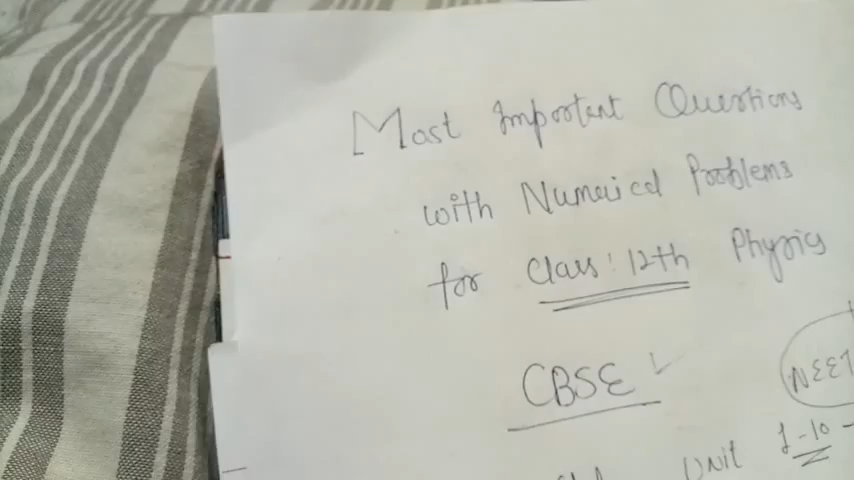 Most Important Questions
with Numerical Problems
for Class: 12th Physics
CBSE ✓
NEET
Unit 1-10